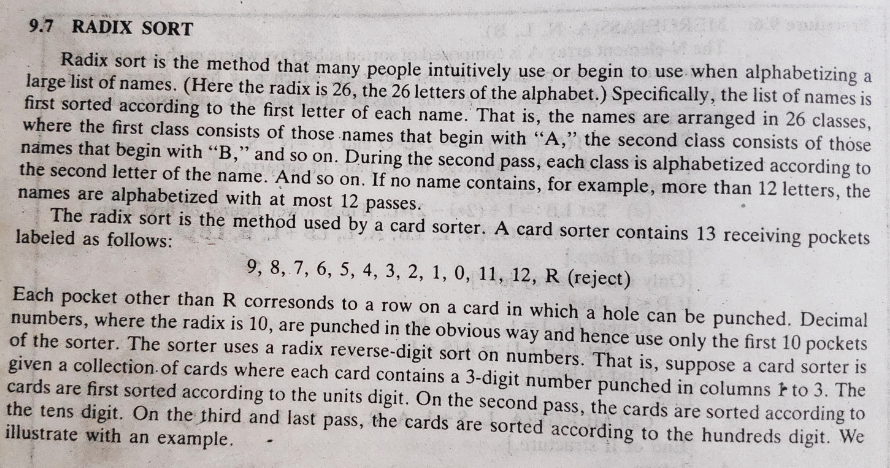 9.7 RADIX SORT
Radix sort is the method that many people intuitively use or begin to use when alphabetizing a
large list of names. (Here the radix is 26, the 26 letters of the alphabet.) Specifically, the list of names is
first sorted according to the first letter of each name. That is, the names are arranged in 26 classes,
where the first class consists of those names that begin with “A,” the second class consists of those
names that begin with “B,” and so on. During the second pass, each class is alphabetized according to
the second letter of the name. And so on. If no name contains, for example, more than 12 letters, the
names are alphabetized with at most 12 passes.
The radix sort is the method used by a card sorter. A card sorter contains 13 receiving pockets
labeled as follows:
9, 8, 7, 6, 5, 4, 3, 2, 1, 0, 11, 12, R (reject)
Each pocket other than R corresonds to a row on a card in which a hole can be punched. Decimal
numbers, where the radix is 10, are punched in the obvious way and hence use only the first 10 pockets
of the sorter. The sorter uses a radix reverse-digit sort on numbers. That is, suppose a card sorter is
given a collection of cards where each card contains a 3-digit number punched in columns 1 to 3. The
cards are first sorted according to the units digit. On the second pass, the cards are sorted according to
the tens digit. On the third and last pass, the cards are sorted according to the hundreds digit. We
illustrate with an example.